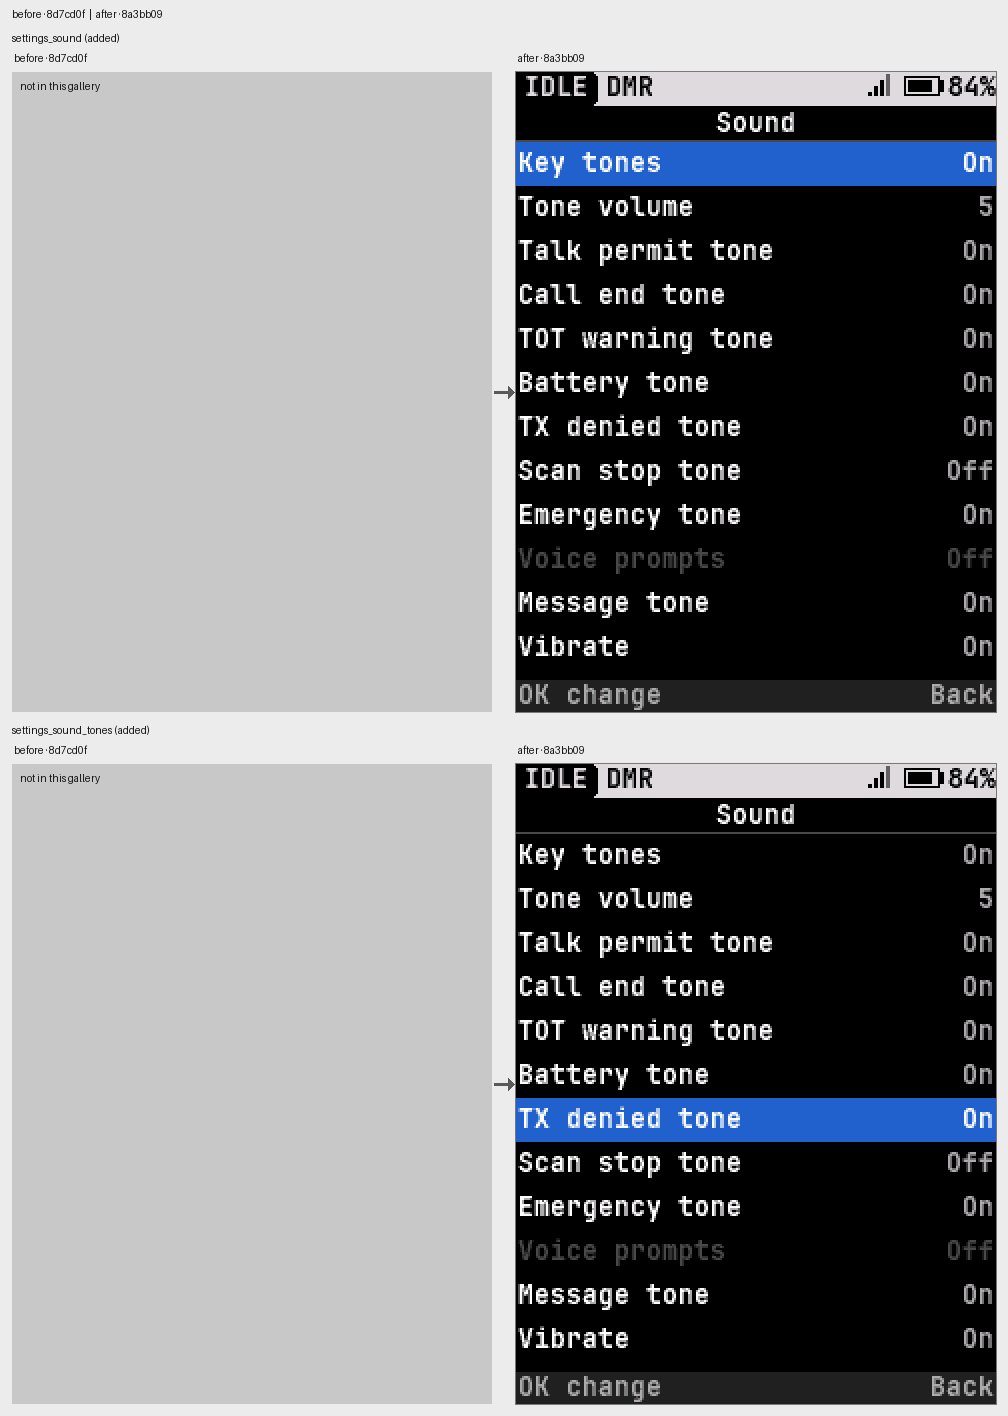 before · 8d7cd0f | after · 8a3bb09
settings_sound (added)
before · 8d7cd0f
after · 8a3bb09
not in this gallery
IDLE DMR 84%
Sound
Key tones On
Tone volume 5
Talk permit tone On
Call end tone On
TOT warning tone On
Battery tone On
TX denied tone On
Scan stop tone Off
Emergency tone On
Voice prompts Off
Message tone On
Vibrate On
OK change Back
settings_sound_tones (added)
before · 8d7cd0f
after · 8a3bb09
not in this gallery
IDLE DMR 84%
Sound
Key tones On
Tone volume 5
Talk permit tone On
Call end tone On
TOT warning tone On
Battery tone On
TX denied tone On
Scan stop tone Off
Emergency tone On
Voice prompts Off
Message tone On
Vibrate On
OK change Back